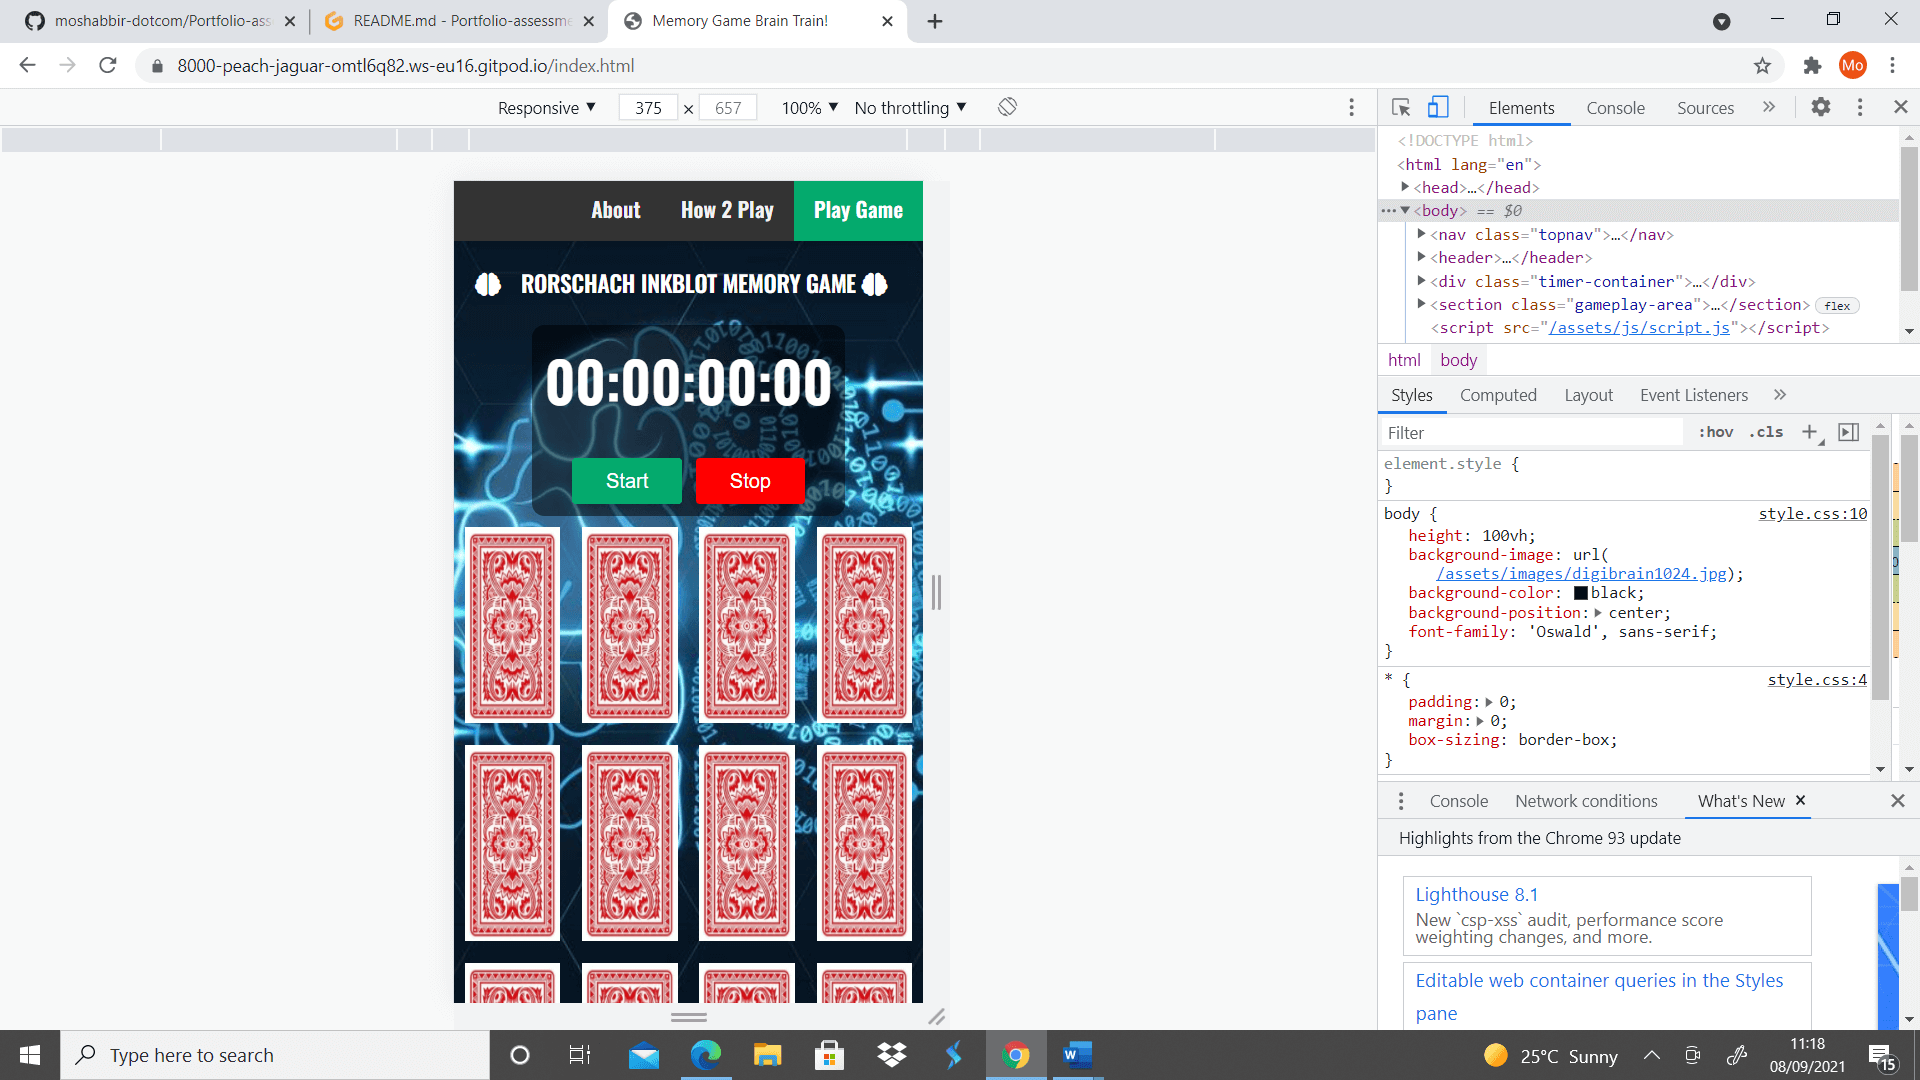 moshabbir-dotcom/Portfolio-ass
README.md - Portfolio-assessme
Memory Game Brain Train!
8000-peach-jaguar-omtl6q82.ws-eu16.gitpod.io/index.html
Mo
Responsive ▼ 375 × 657 100% ▼ No throttling ▼
Elements Console Sources »
<!DOCTYPE html>
<html lang="en">
<head>…</head>
<body> == $0
<nav class="topnav">…</nav>
<header>…</header>
<div class="timer-container">…</div>
<section class="gameplay-area">…</section> flex
<script src="/assets/js/script.js"></script>
html body
Styles Computed Layout Event Listeners »
Filter :hov .cls +
element.style {
}
body { style.css:10
height: 100vh;
background-image: url(
/assets/images/digibrain1024.jpg);
background-color: black;
background-position: center;
font-family: 'Oswald', sans-serif;
}
* { style.css:4
padding: 0;
margin: 0;
box-sizing: border-box;
}
Console Network conditions What's New
Highlights from the Chrome 93 update
Lighthouse 8.1
New `csp-xss` audit, performance score
weighting changes, and more.
Editable web container queries in the Styles
pane
About How 2 Play Play Game
RORSCHACH INKBLOT MEMORY GAME
00:00:00:00
Start Stop
Type here to search
25°C Sunny
11:18
08/09/2021
15